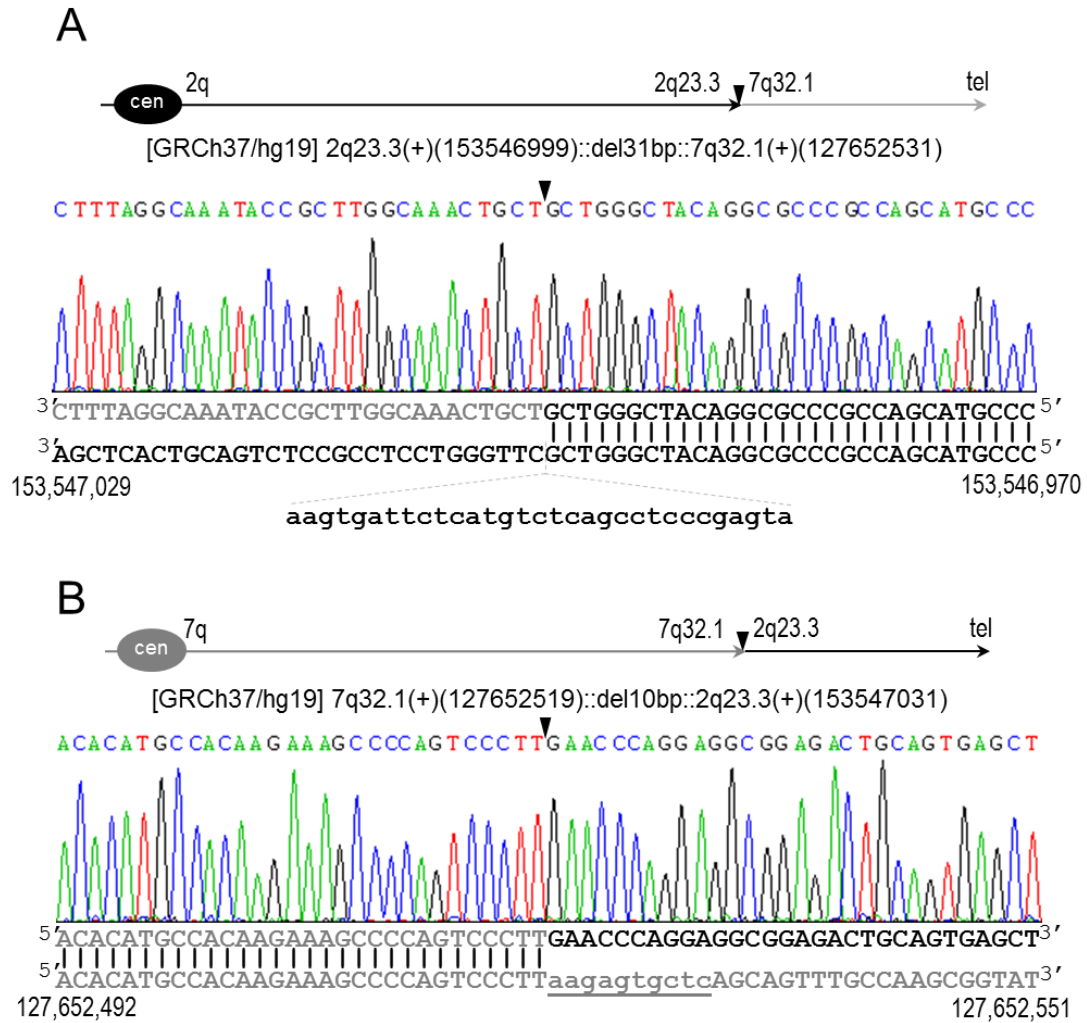 A
cen 2q 2q23.3 7q32.1 tel
[GRCh37/hg19] 2q23.3(+)(153546999)::del31bp::7q32.1(+)(127652531)
CTTTAGGCAAATACCGCTTGGCAAACTGCTGCTGGGCTACAGGCGCCCGCCAGCATGCCC
3′CTTTAGGCAAATACCGCTTGGCAAACTGCTGCTGGGCTACAGGCGCCCGCCAGCATGCCC5′
3′AGCTCACTGCAGTCTCCGCCTCCTGGGTTCGCTGGGCTACAGGCGCCCGCCAGCATGCCC5′
153,547,029 153,546,970
aagtgattctcatgtctcagcctcccgagta
B
cen 7q 7q32.1 2q23.3 tel
[GRCh37/hg19] 7q32.1(+)(127652519)::del10bp::2q23.3(+)(153547031)
ACACATGCCACAAGAAAGCCCCAGTCCCTTGAACCCAGGAGGCGGAGACTGCAGTGAGCT
5′ACACATGCCACAAGAAAGCCCCAGTCCCTTGAACCCAGGAGGCGGAGACTGCAGTGAGCT3′
5′ACACATGCCACAAGAAAGCCCCAGTCCCTTaagagtgctcAGCAGTTTGCCAAGCGGTAT3′
127,652,492 127,652,551